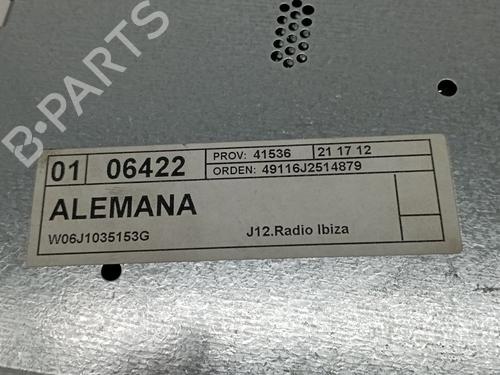 01 06422 PROV: 41536 21 17 12
ORDEN: 49116J2514879
ALEMANA
W06J1035153G J12.Radio Ibiza
B-PARTS